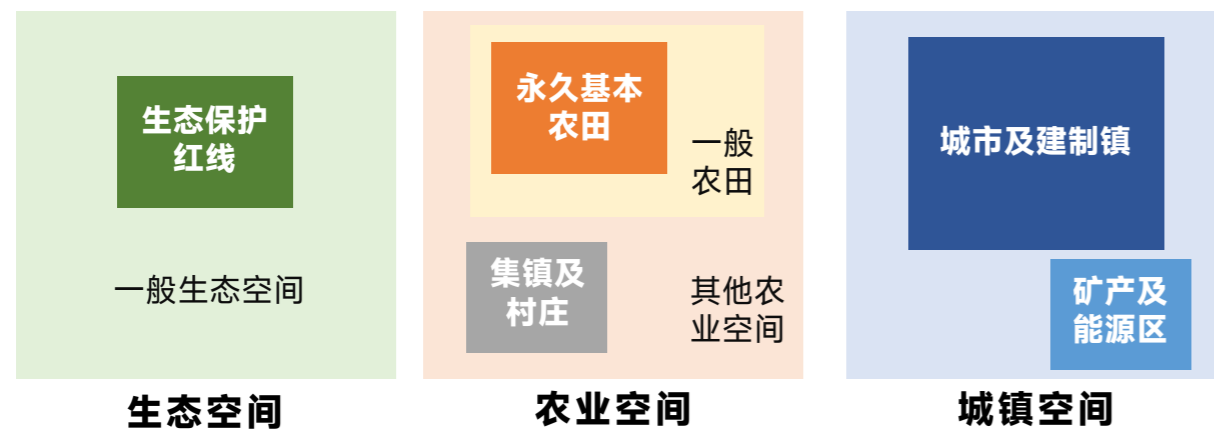 生态保护
红线
一般生态空间
生态空间
永久基本
农田
一般
农田
集镇及
村庄
其他农
业空间
农业空间
城市及建制镇
矿产及
能源区
城镇空间